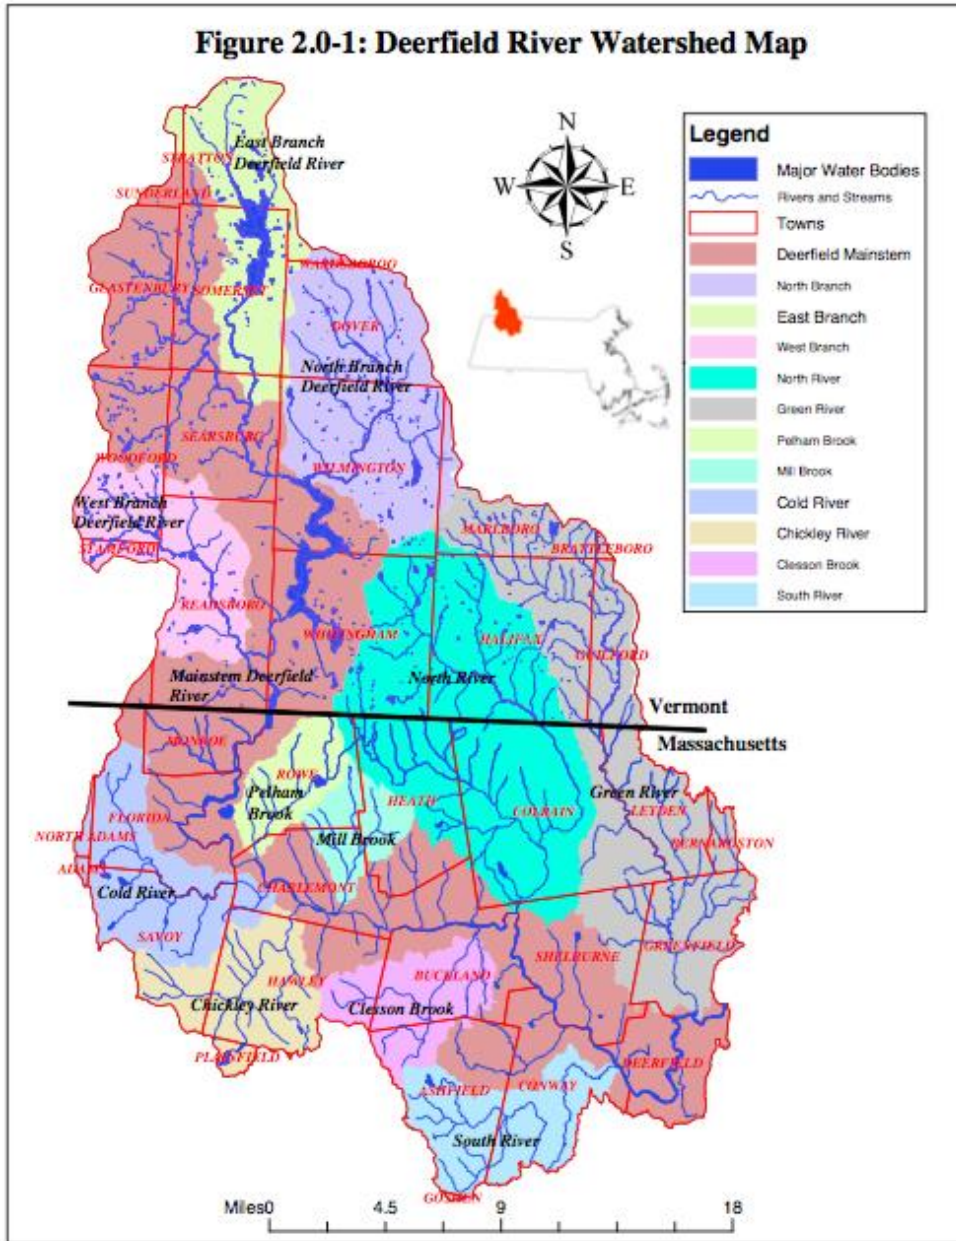 Figure 2.0-1: Deerfield River Watershed Map
N
W E
S
Legend
Major Water Bodies
Rivers and Streams
Towns
Deerfield Mainstem
North Branch
East Branch
West Branch
North River
Green River
Pelham Brook
Mill Brook
Cold River
Chickley River
Clesson Brook
South River
East Branch
Deerfield River
STRATTON
SUNDERLAND
WARDSBORO
GLASTENBURY
SOMERSET
DOVER
North Branch
Deerfield River
SEARSBURG
WOODFORD
WILMINGTON
West Branch
Deerfield River
MARLBORO
BRATTLEBORO
STAMFORD
READSBORO
WHITINGHAM
HALIFAX
GUILFORD
Mainstem Deerfield
River
North River
Vermont
Massachusetts
MONROE
ROWE
Pelham
Brook
HEATH
COLRAIN
Green River
LEYDEN
FLORIDA
NORTH ADAMS
Mill Brook
BERNARDSTON
ADAMS
Cold River
CHARLEMONT
SAVOY
SHELBURNE
GREENFIELD
HAWLEY
BUCKLAND
Chickley River
Clesson Brook
PLAINFIELD
DEERFIELD
ASHFIELD
CONWAY
South River
GOSHEN
Miles0 4.5 9 18